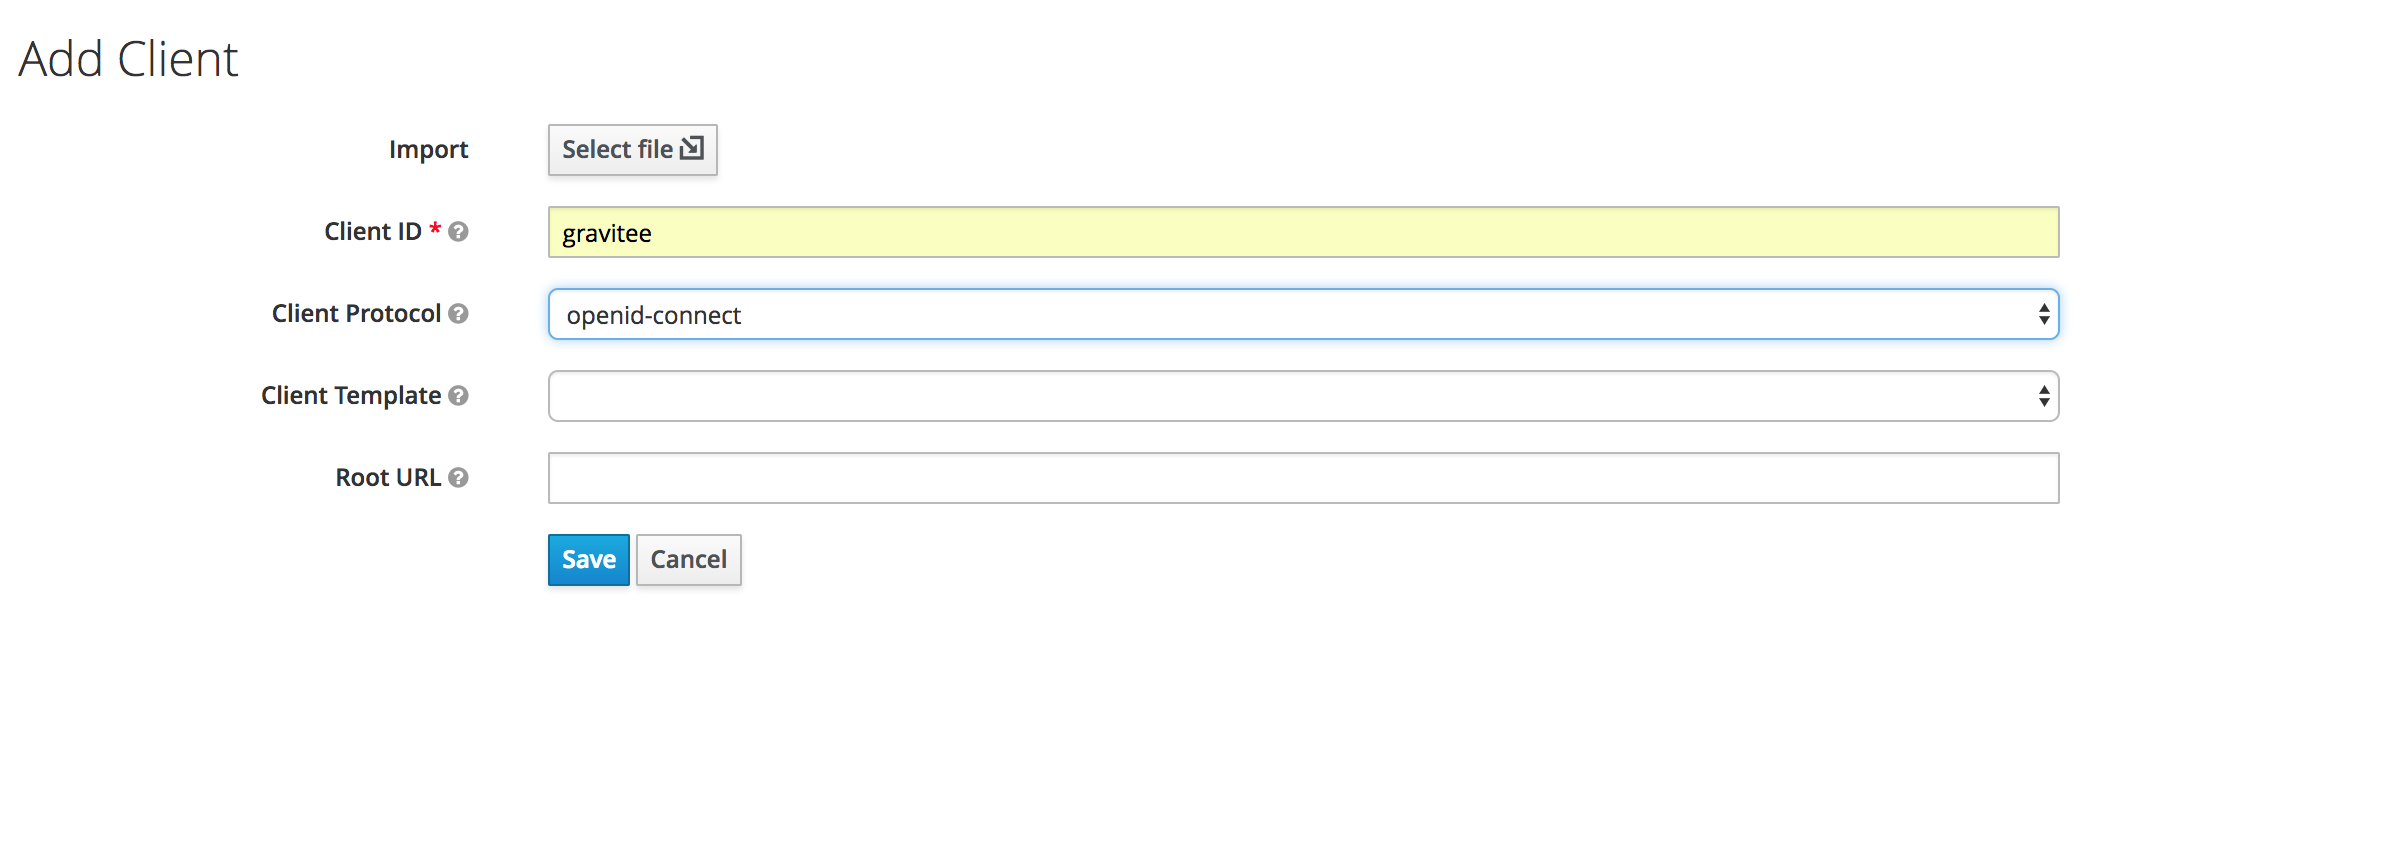 Add Client
Import Select file
Client ID * gravitee
Client Protocol openid-connect
Client Template
Root URL
Save Cancel